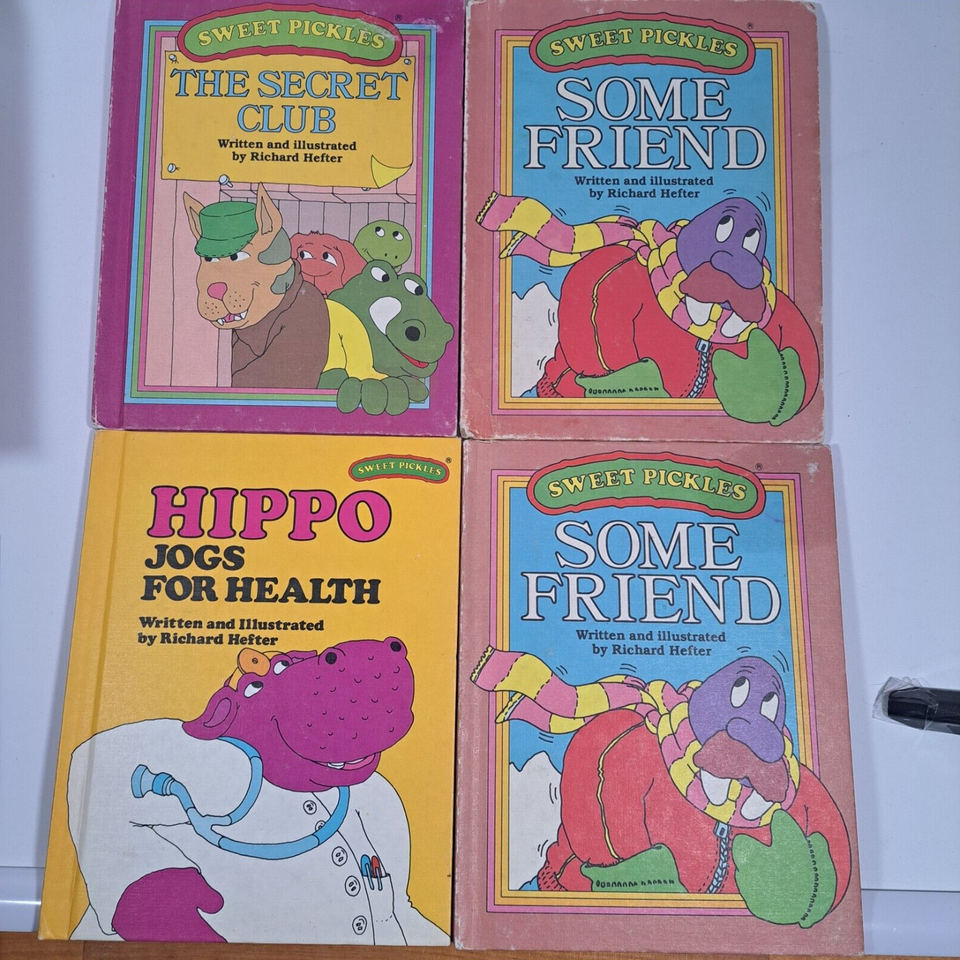 SWEET PICKLES®
THE SECRET
CLUB
Written and illustrated
by Richard Hefter
SWEET PICKLES®
SOME
FRIEND
Written and illustrated
by Richard Hefter
SWEET PICKLES®
HIPPO
JOGS
FOR HEALTH
Written and Illustrated
by Richard Hefter
SWEET PICKLES®
SOME
FRIEND
Written and illustrated
by Richard Hefter